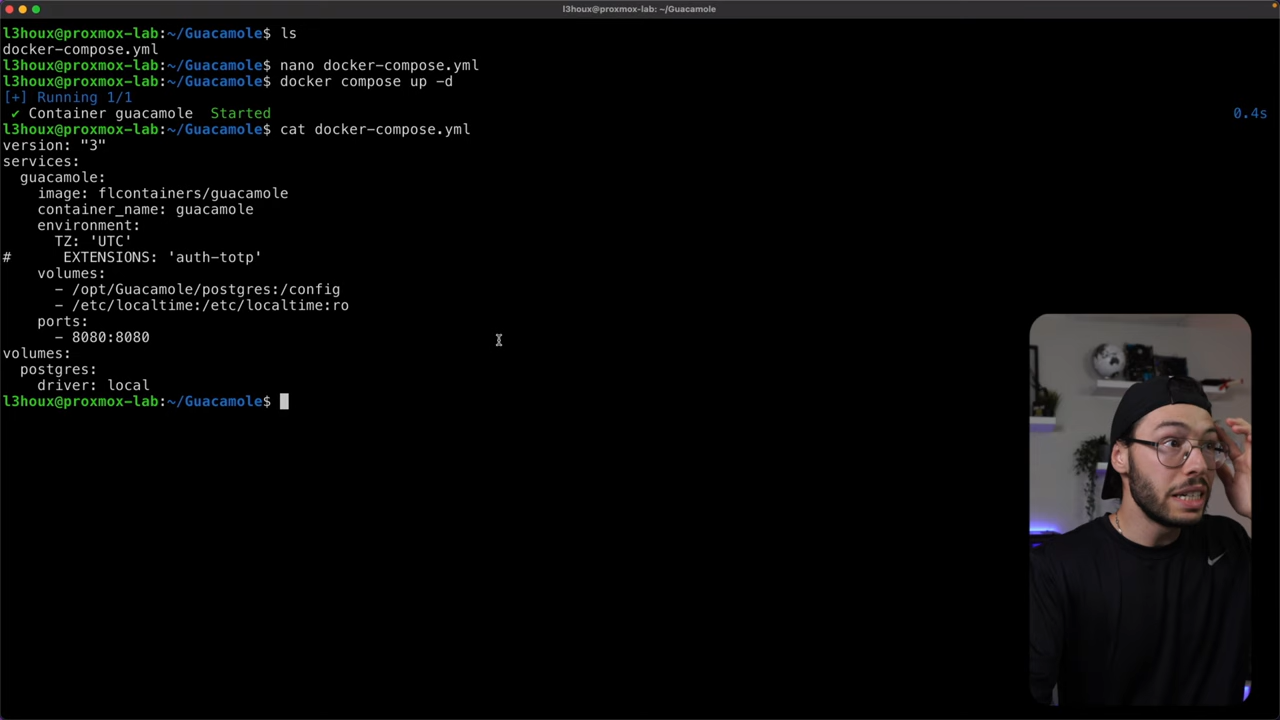 l3houx@proxmox-lab: ~/Guacamole
l3houx@proxmox-lab:~/Guacamole$ ls
docker-compose.yml
l3houx@proxmox-lab:~/Guacamole$ nano docker-compose.yml
l3houx@proxmox-lab:~/Guacamole$ docker compose up -d
[+] Running 1/1
✔ Container guacamole  Started 0.4s
l3houx@proxmox-lab:~/Guacamole$ cat docker-compose.yml
version: "3"
services:
  guacamole:
    image: flcontainers/guacamole
    container_name: guacamole
    environment:
      TZ: 'UTC'
#      EXTENSIONS: 'auth-totp'
    volumes:
      - /opt/Guacamole/postgres:/config
      - /etc/localtime:/etc/localtime:ro
    ports:
      - 8080:8080
volumes:
  postgres:
    driver: local
l3houx@proxmox-lab:~/Guacamole$